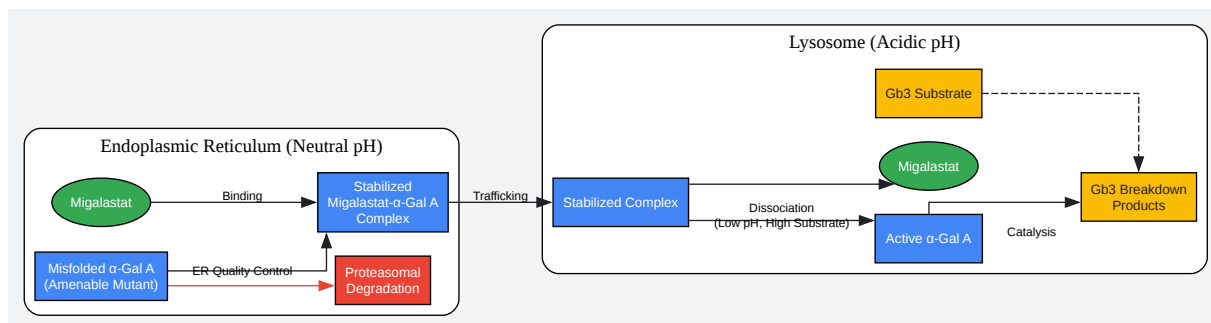 Endoplasmic Reticulum (Neutral pH)
Migalastat
Binding
Stabilized
Migalastat-α-Gal A
Complex
Misfolded α-Gal A
(Amenable Mutant)
ER Quality Control
Proteasomal
Degradation
Trafficking
Lysosome (Acidic pH)
Gb3 Substrate
Stabilized Complex
Migalastat
Dissociation
(Low pH, High Substrate)
Active α-Gal A
Catalysis
Gb3 Breakdown
Products